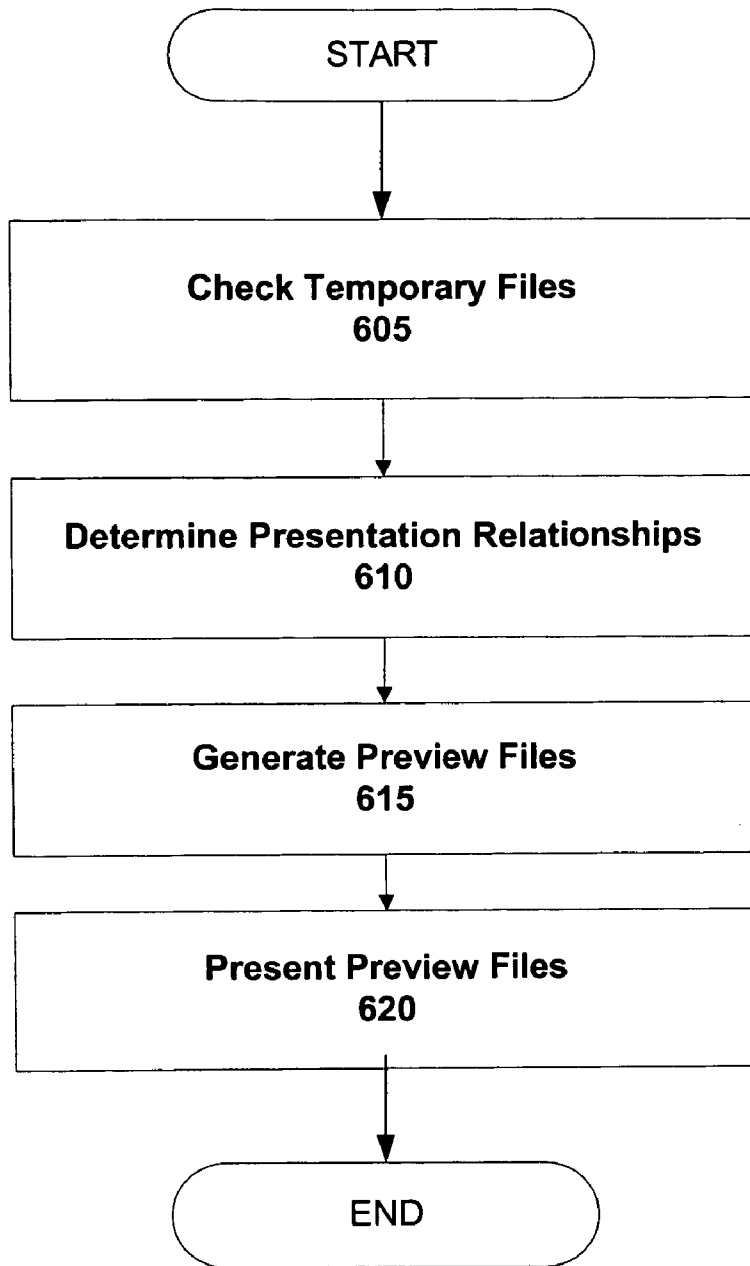 START
Check Temporary Files
605
Determine Presentation Relationships
610
Generate Preview Files
615
Present Preview Files
620
END